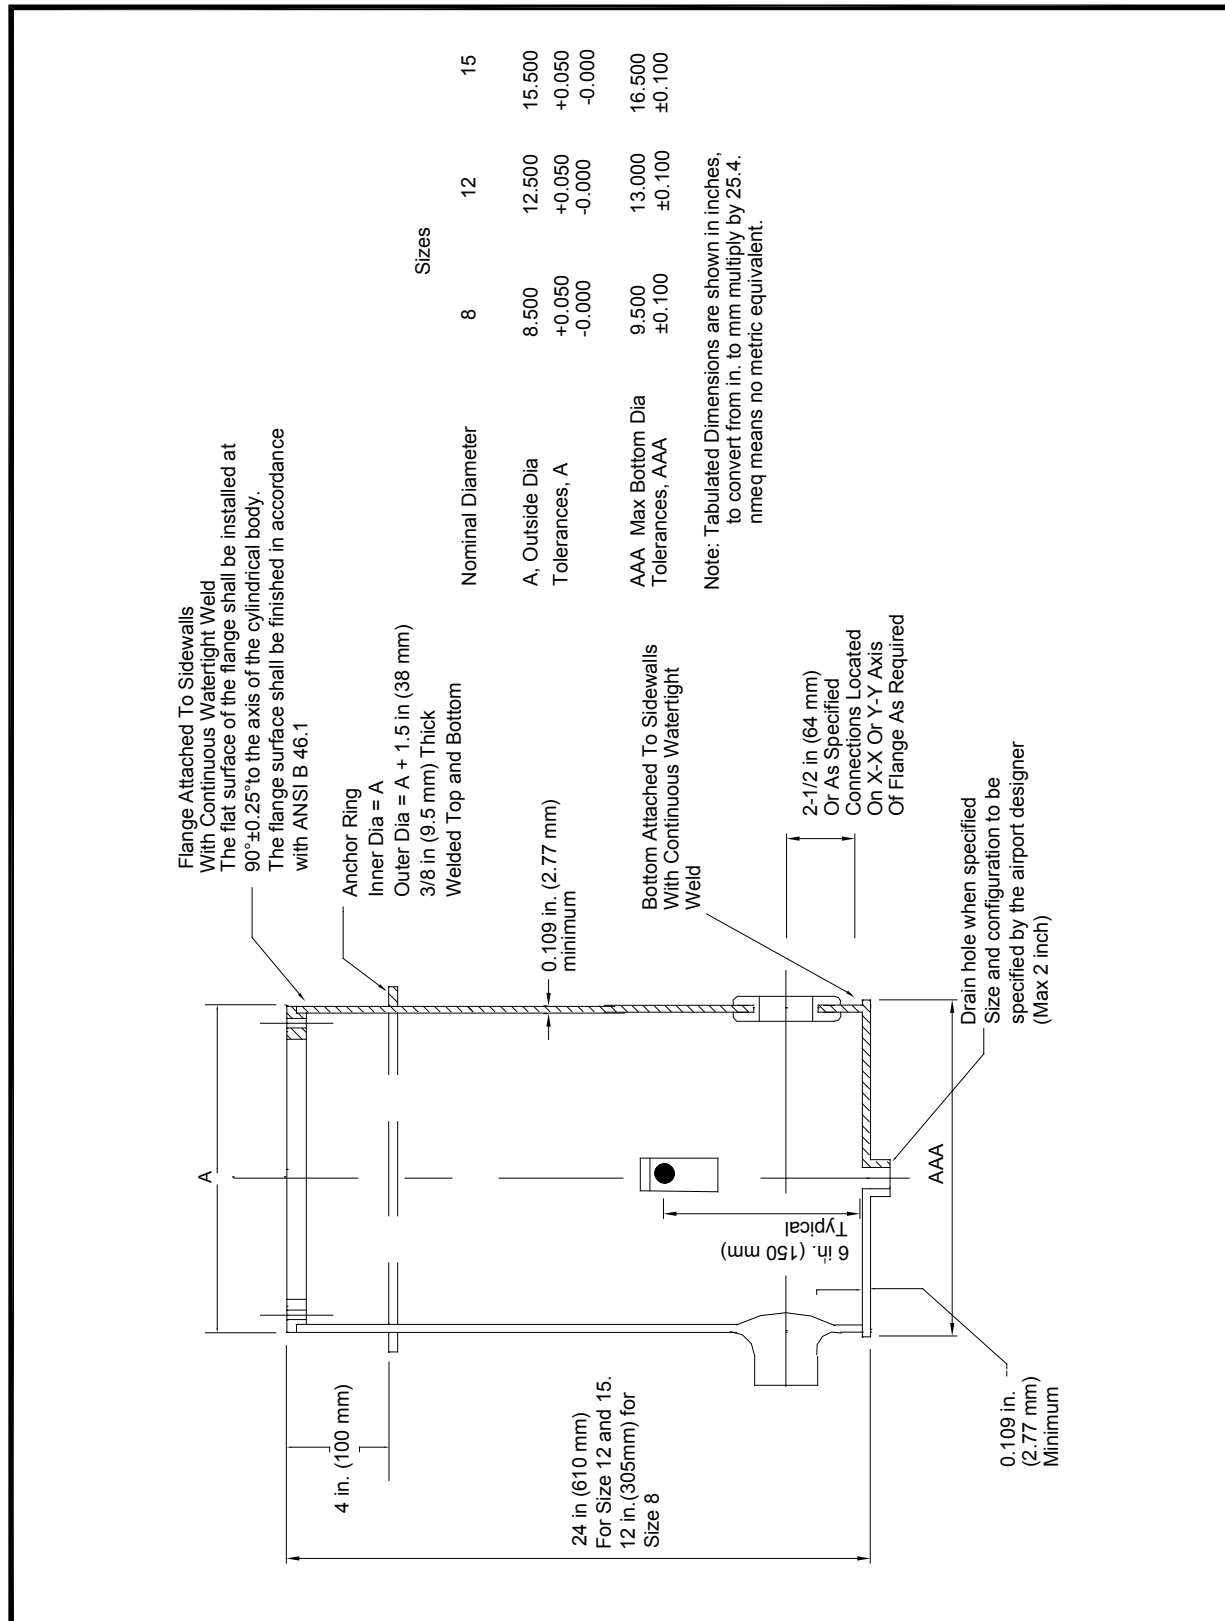 Flange Attached To Sidewalls
With Continuous Watertight Weld
The flat surface of the flange shall be installed at
90°±0.25°to the axis of the cylindrical body.
The flange surface shall be finished in accordance
with ANSI B 46.1
Anchor Ring
Inner Dia = A
Outer Dia = A + 1.5 in (38 mm)
3/8 in (9.5 mm) Thick
Welded Top and Bottom
0.109 in. (2.77 mm)
minimum
Bottom Attached To Sidewalls
With Continuous Watertight
Weld
2-1/2 in (64 mm)
Or As Specified
Connections Located
On X-X Or Y-Y Axis
Of Flange As Required
Drain hole when specified
Size and configuration to be
specified by the airport designer
(Max 2 inch)
A
AAA
6 in. (150 mm)
Typical
4 in. (100 mm)
24 in (610 mm)
For Size 12 and 15.
12 in.(305mm) for
Size 8
0.109 in.
(2.77 mm)
Minimum
Sizes
Nominal Diameter 8 12 15
A, Outside Dia 8.500 12.500 15.500
Tolerances, A +0.050 +0.050 +0.050
-0.000 -0.000 -0.000
AAA Max Bottom Dia 9.500 13.000 16.500
Tolerances, AAA ±0.100 ±0.100 ±0.100
Note: Tabulated Dimensions are shown in inches,
to convert from in. to mm multiply by 25.4.
nmeq means no metric equivalent.